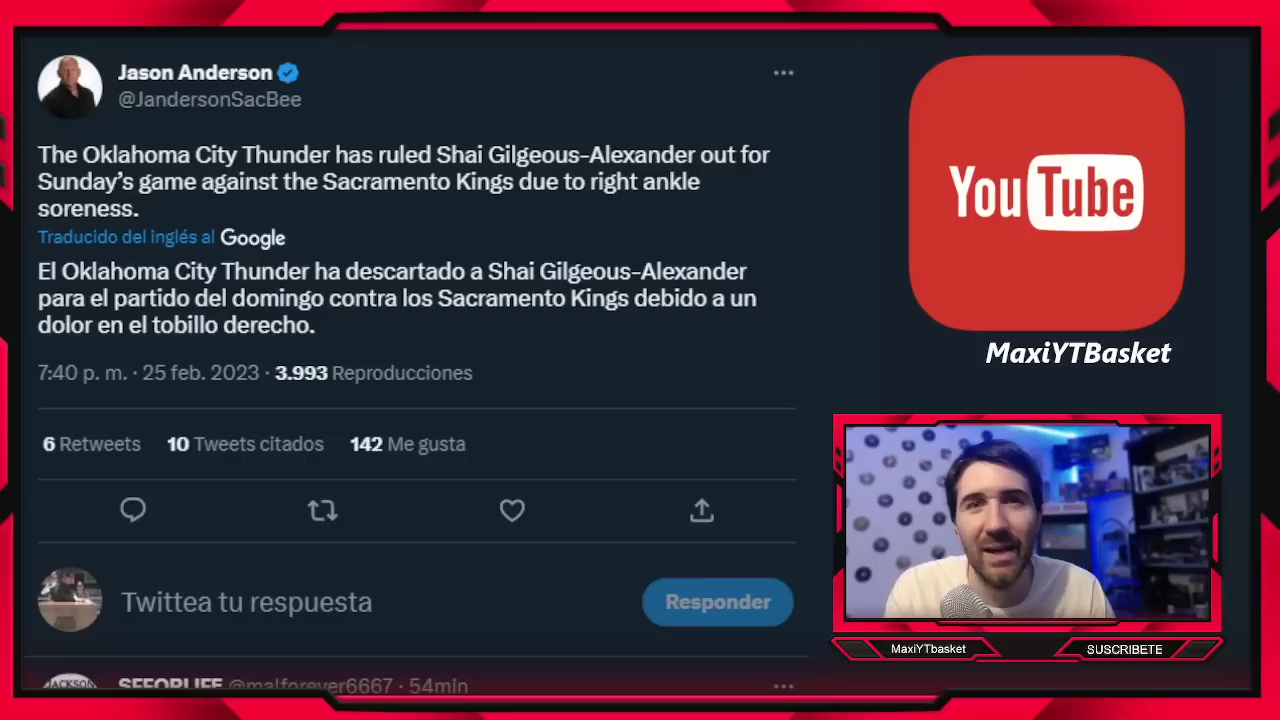 Jason Anderson
@JandersonSacBee
The Oklahoma City Thunder has ruled Shai Gilgeous-Alexander out for
Sunday's game against the Sacramento Kings due to right ankle
soreness.
Traducido del inglés al Google
El Oklahoma City Thunder ha descartado a Shai Gilgeous-Alexander
para el partido del domingo contra los Sacramento Kings debido a un
dolor en el tobillo derecho.
7:40 p. m. · 25 feb. 2023 · 3.993 Reproducciones
6 Retweets 10 Tweets citados 142 Me gusta
Twittea tu respuesta
Responder
JACKSON
SFFORLIFE @malforever6667 · 54min
YouTube
MaxiYTBasket
MaxiYTbasket
SUSCRIBETE